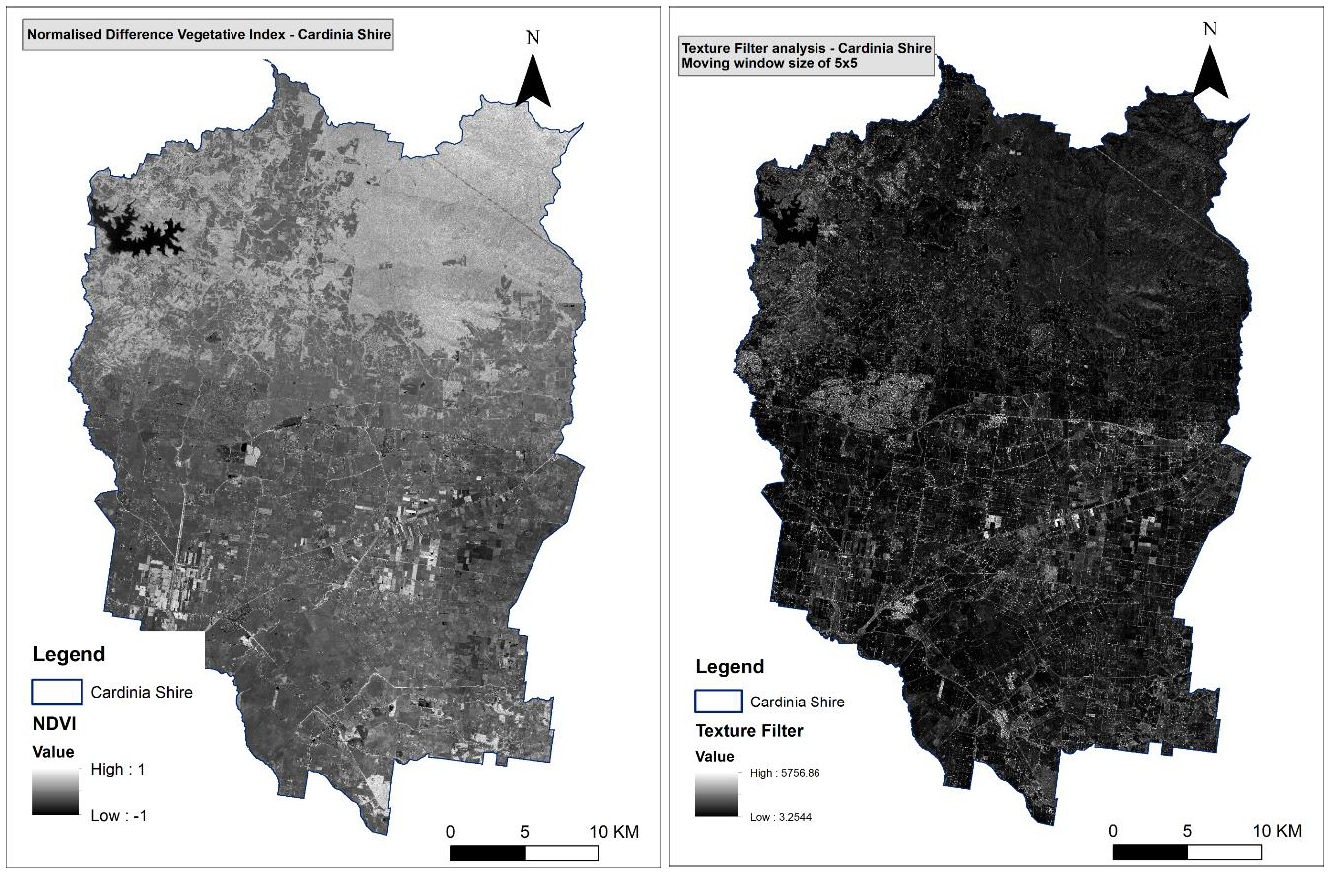 Normalised Difference Vegetative Index - Cardinia Shire
N
Legend
Cardinia Shire
NDVI
Value
High : 1
Low : -1
0 5 10 KM
Texture Filter analysis - Cardinia Shire
Moving window size of 5x5
N
Legend
Cardinia Shire
Texture Filter
Value
High : 5756.86
Low : 3.2544
0 5 10 KM